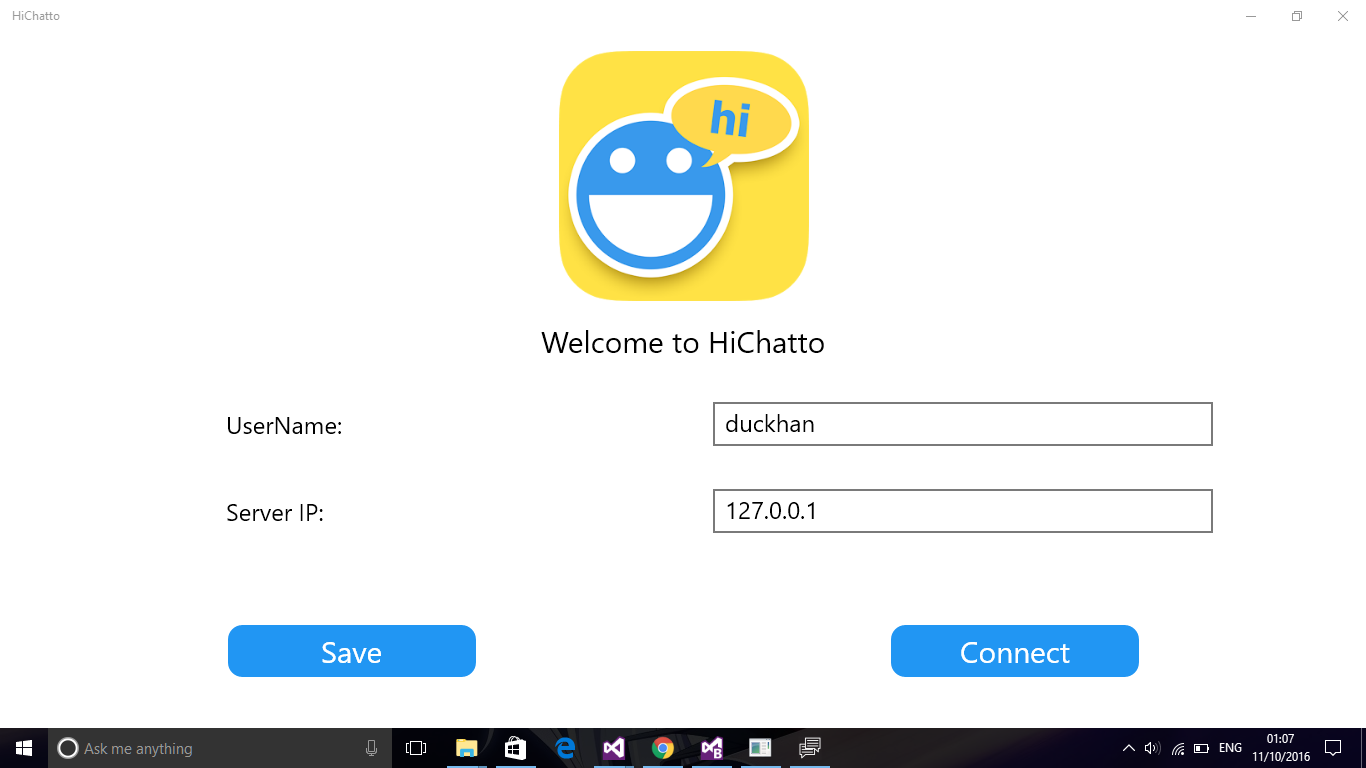 HiChatto
hi
Welcome to HiChatto
UserName:
duckhan
Server IP:
127.0.0.1
Save
Connect
Ask me anything
ENG
01:07
11/10/2016